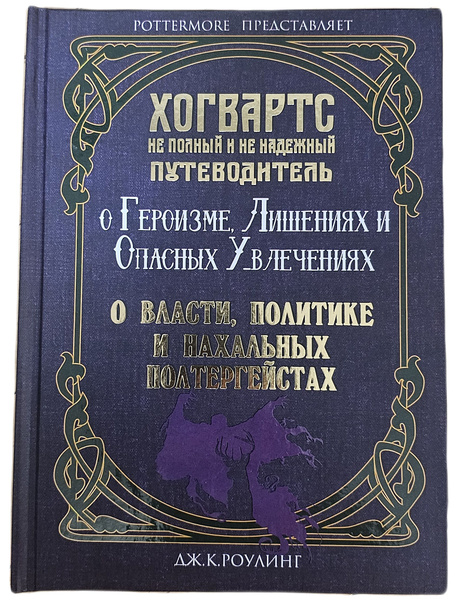 POTTERMORE ПРЕДСТАВЛЯЕТ
ХОГВАРТС
НЕ ПОЛНЫЙ И НЕ НАДЕЖНЫЙ
ПУТЕВОДИТЕЛЬ
О ГЕРОИЗМЕ, ЛИШЕНИЯХ И
ОПАСНЫХ УВЛЕЧЕНИЯХ
О ВЛАСТИ, ПОЛИТИКЕ
И НАХАЛЬНЫХ
ПОЛТЕРГЕЙСТАХ
ДЖ.К.РОУЛИНГ